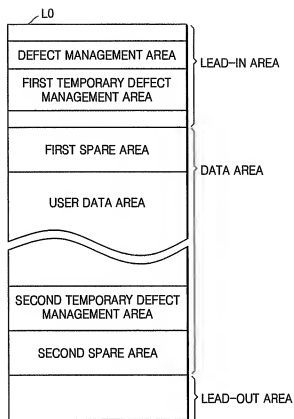 L0
DEFECT MANAGEMENT AREA
FIRST TEMPORARY DEFECT
MANAGEMENT AREA
LEAD-IN AREA
FIRST SPARE AREA
USER DATA AREA
DATA AREA
SECOND TEMPORARY DEFECT
MANAGEMENT AREA
SECOND SPARE AREA
LEAD-OUT AREA